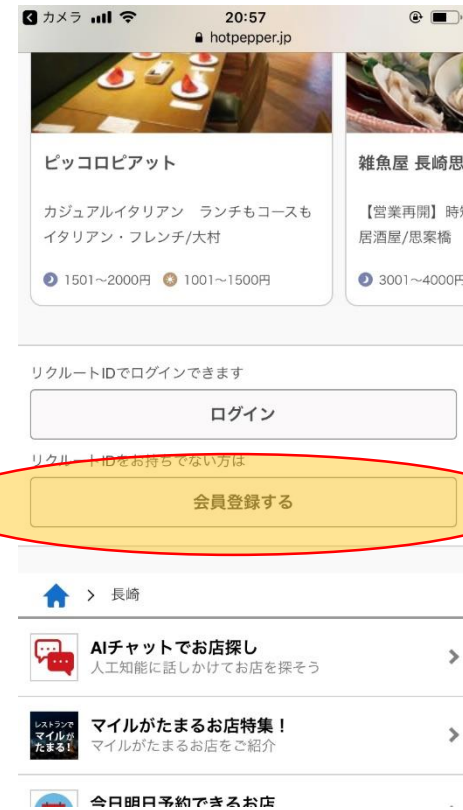 カメラ
20:57
hotpepper.jp
ピッコロピアット
カジュアルイタリアン ランチもコースも
イタリアン・フレンチ/大村
1501～2000円 1001～1500円
雑魚屋 長崎思
【営業再開】時
居酒屋/思案橋
3001～4000円
リクルートIDでログインできます
ログイン
リクルートIDをお持ちでない方は
会員登録する
> 長崎
AIチャットでお店探し
人工知能に話しかけてお店を探そう
レストランで
マイルが
たまる!
マイルがたまるお店特集！
マイルがたまるお店をご紹介
今日明日予約できるお店